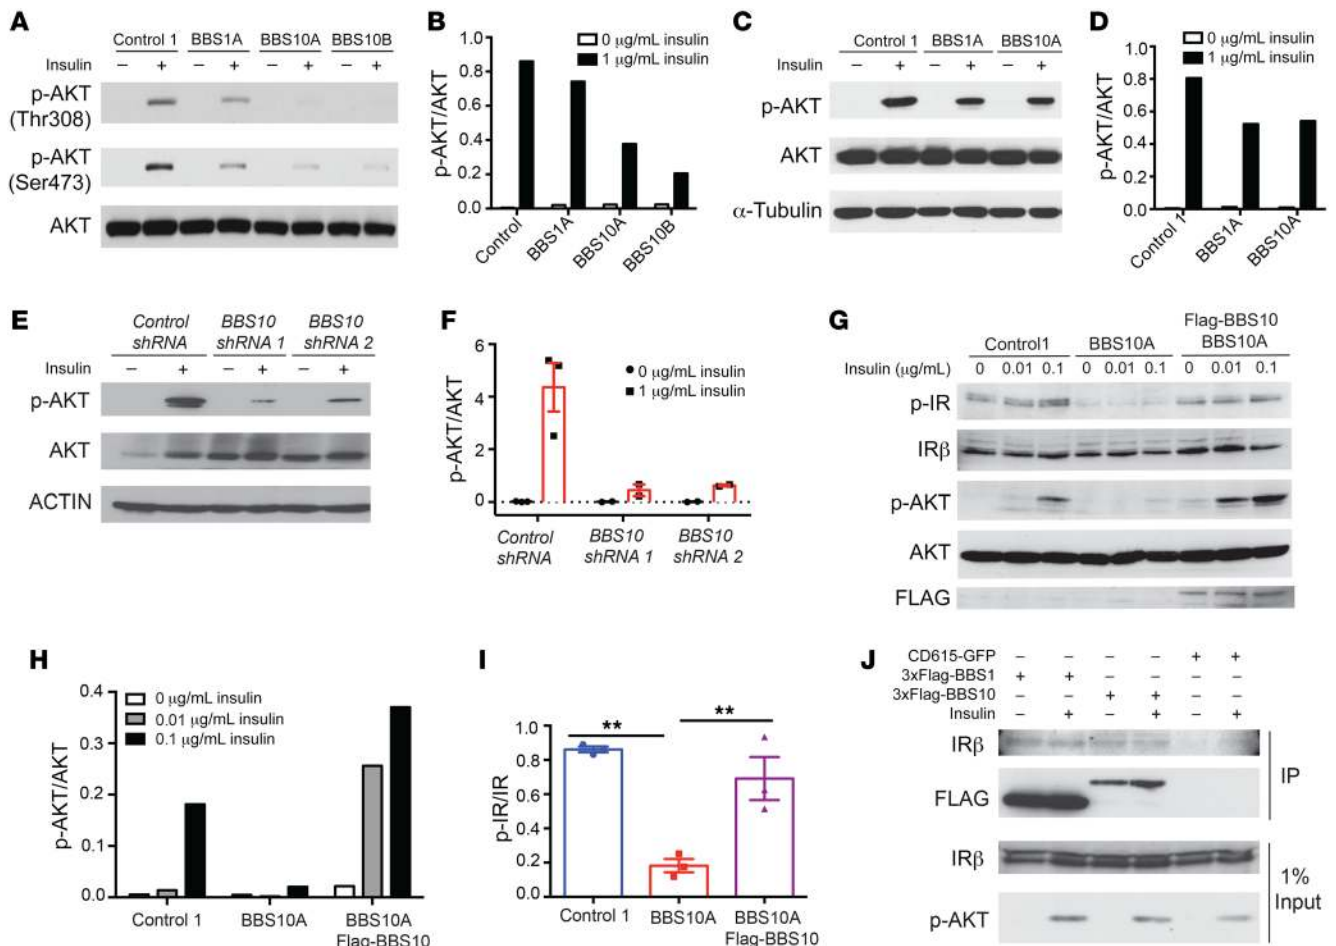 A
Control 1 BBS1A BBS10A BBS10B
Insulin – + – + – + – +
p-AKT
(Thr308)
p-AKT
(Ser473)
AKT
B
0 μg/mL insulin
1 μg/mL insulin
p-AKT/AKT
1.0
0.8
0.6
0.4
0.2
0.0
Control BBS1A BBS10A BBS10B
C
Control 1 BBS1A BBS10A
Insulin – + – + – +
p-AKT
AKT
α-Tubulin
D
0 μg/mL insulin
1 μg/mL insulin
p-AKT/AKT
1.0
0.8
0.6
0.4
0.2
0.0
Control 1 BBS1A BBS10A
E
Control BBS10 BBS10
shRNA shRNA 1 shRNA 2
Insulin – + – + – +
p-AKT
AKT
ACTIN
F
0 μg/mL insulin
1 μg/mL insulin
p-AKT/AKT
6
4
2
0
Control BBS10 BBS10
shRNA shRNA 1 shRNA 2
G
Flag-BBS10
Control1 BBS10A BBS10A
Insulin (μg/mL) 0 0.01 0.1 0 0.01 0.1 0 0.01 0.1
p-IR
IRβ
p-AKT
AKT
FLAG
H
0 μg/mL insulin
0.01 μg/mL insulin
0.1 μg/mL insulin
p-AKT/AKT
0.4
0.3
0.2
0.1
0.0
Control 1 BBS10A BBS10A
Flag-BBS10
I
** **
p-IR/IR
1.0
0.8
0.6
0.4
0.2
0.0
Control 1 BBS10A BBS10A
Flag-BBS10
J
CD615-GFP – – – – + +
3xFlag-BBS1 + + – – – –
3xFlag-BBS10 – – + + – –
Insulin – + – + – +
IRβ
FLAG
IP
IRβ
p-AKT
1%
Input